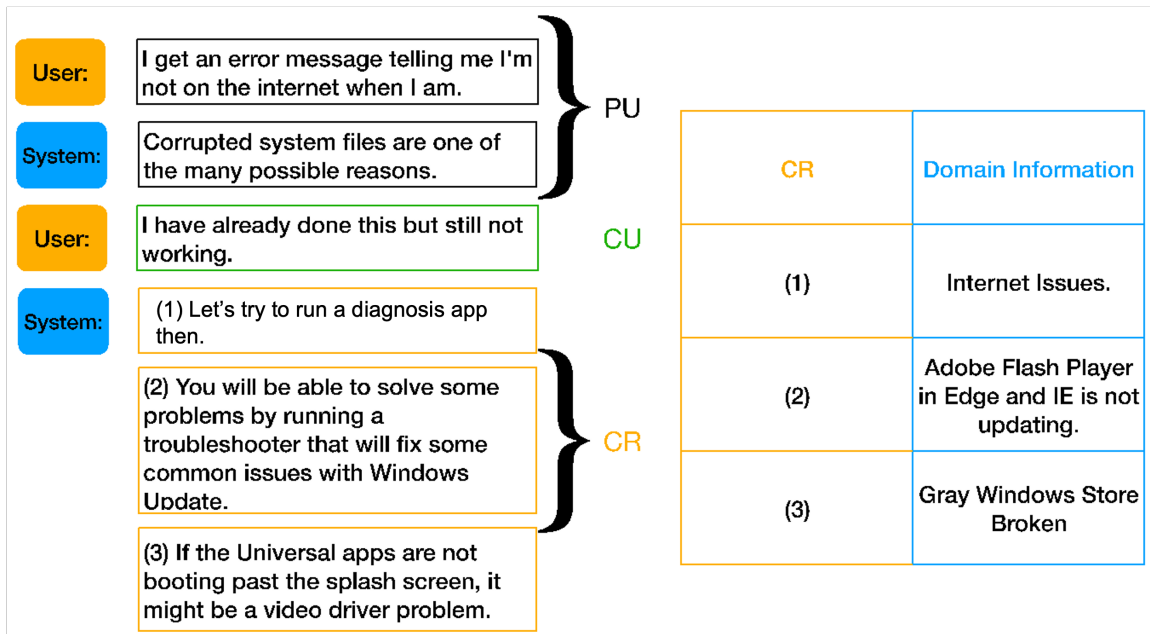 User:
I get an error message telling me I'm
not on the internet when I am.
PU
System:
Corrupted system files are one of
the many possible reasons.
User:
I have already done this but still not
working.
CU
System:
(1) Let's try to run a diagnosis app
then.
(2) You will be able to solve some
problems by running a
troubleshooter that will fix some
common issues with Windows
Update.
CR
(3) If the Universal apps are not
booting past the splash screen, it
might be a video driver problem.
CR
Domain Information
(1)
Internet Issues.
(2)
Adobe Flash Player
in Edge and IE is not
updating.
(3)
Gray Windows Store
Broken